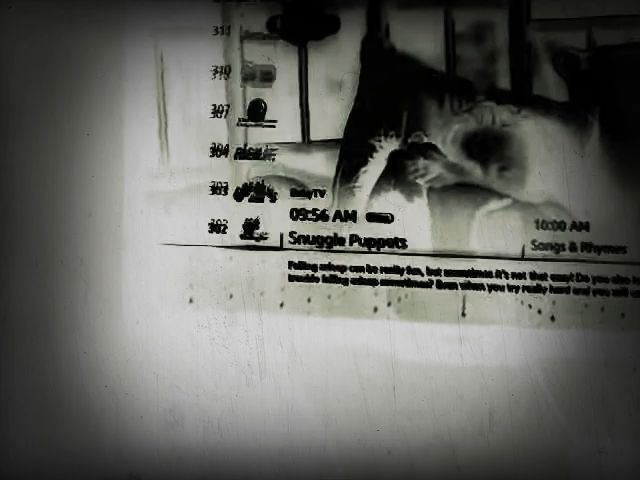 311
310
307
304
303
302
BabyTV
09:56 AM
Snuggle Puppets
10:00 AM
Songs & Rhymes
Falling asleep can be really fun, but sometimes it's not that easy! Do you also
trouble falling asleep sometimes? Even when you try really hard and you still